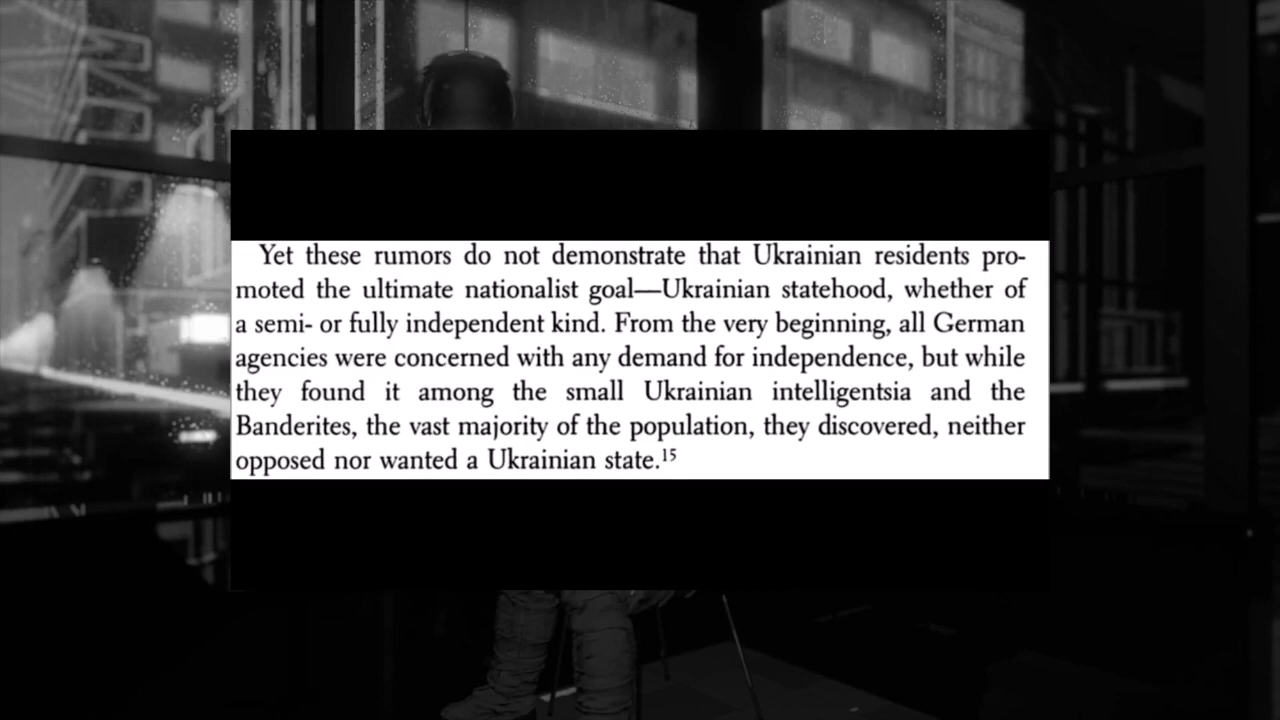 Yet these rumors do not demonstrate that Ukrainian residents pro-
moted the ultimate nationalist goal—Ukrainian statehood, whether of
a semi- or fully independent kind. From the very beginning, all German
agencies were concerned with any demand for independence, but while
they found it among the small Ukrainian intelligentsia and the
Banderites, the vast majority of the population, they discovered, neither
opposed nor wanted a Ukrainian state.¹⁵